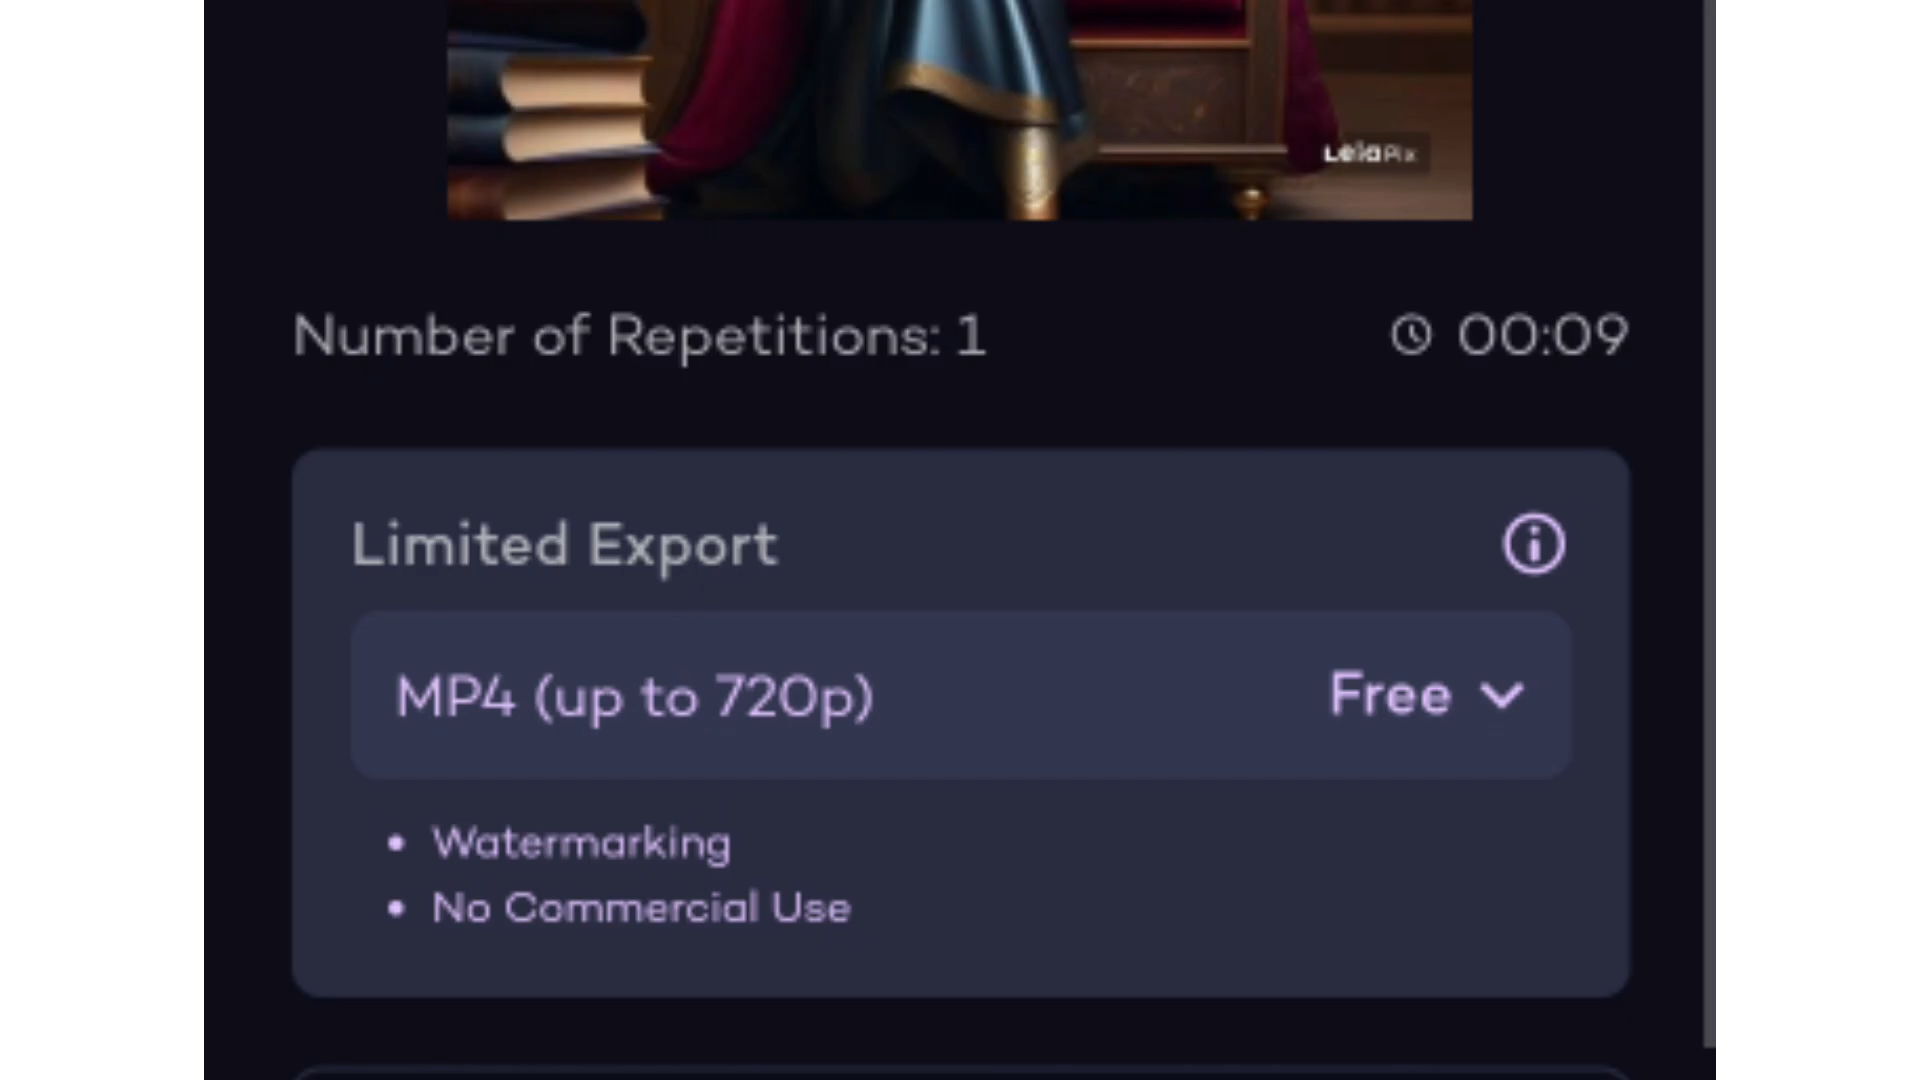 LeiaPix
Number of Repetitions: 1
00:09
Limited Export
MP4 (up to 720p)
Free
• Watermarking
• No Commercial Use